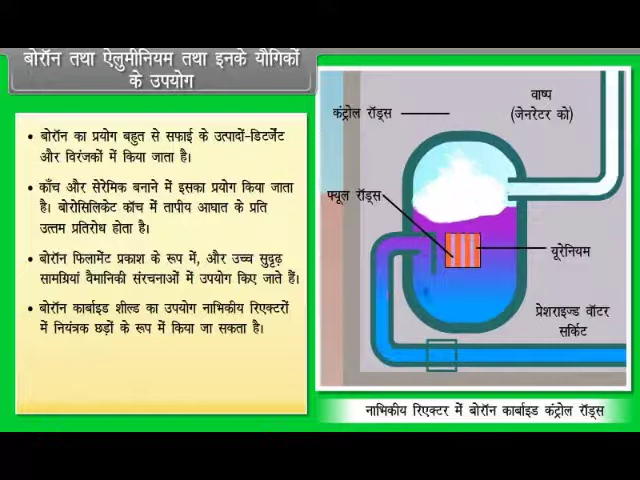 बोरॉन तथा ऐलुमीनियम तथा इनके यौगिकों
के उपयोग
• बोरॉन का प्रयोग बहुत से सफाई के उत्पादों-डिटर्जेंट
और विरंजकों में किया जाता है।
• काँच और सेरेमिक बनाने में इसका प्रयोग किया जाता
है। बोरोसिलिकेट काँच में तापीय आघात के प्रति
उत्तम प्रतिरोध होता है।
• बोरॉन फिलामेंट प्रकाश के रूप में, और उच्च सुदृढ़
सामग्रियां वैमानिकी संरचनाओं में उपयोग किए जाते हैं।
• बोरॉन कार्बाइड शील्ड का उपयोग नाभिकीय रिएक्टरों
में नियंत्रक छड़ों के रूप में किया जा सकता है।
कंट्रोल रॉड्स
वाष्प
(जेनरेटर को)
फ्यूल रॉड्स
यूरेनियम
प्रेशराइज्ड वॉटर
सर्किट
नाभिकीय रिएक्टर में बोरॉन कार्बाइड कंट्रोल रॉड्स